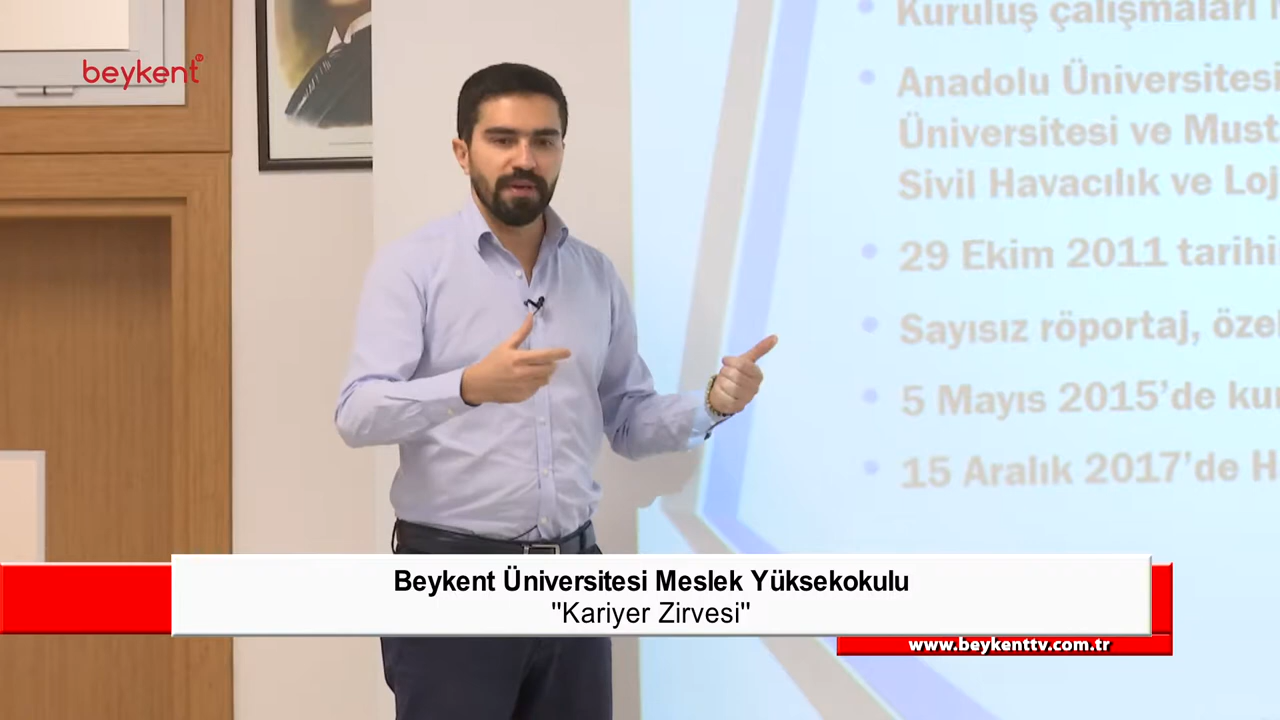 beykent
Kuruluş çalışmaları
Anadolu Üniversitesi
Üniversitesi ve Must
Sivil Havacılık ve Loj
29 Ekim 2011 tarihi
Sayısız röportaj, öze
5 Mayıs 2015'de ku
15 Aralık 2017'de H
Beykent Üniversitesi Meslek Yüksekokulu
"Kariyer Zirvesi"
www.beykenttv.com.tr